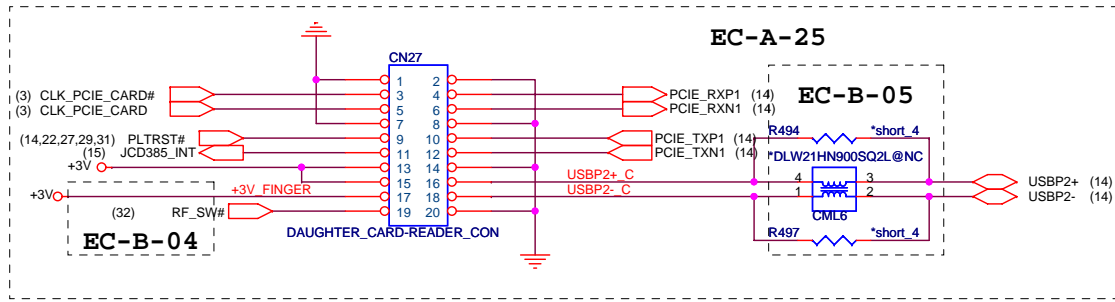 EC-A-25
CN27
EC-B-05
1 2
(3) CLK_PCIE_CARD# 3 4 PCIE_RXP1 (14)
(3) CLK_PCIE_CARD 5 6 PCIE_RXN1 (14)
7 8
R494 *short_4
(14,22,27,29,31) PLTRST# 9 10 PCIE_TXP1 (14)
(15) JCD385_INT 11 12 PCIE_TXN1 (14)
*DLW21HN900SQ2L@NC
+3V 13 14
15 16 USBP2+_C 4 3 USBP2+ (14)
+3V +3V_FINGER 17 18 USBP2-_C 1 2 USBP2- (14)
(32) RF_SW# 19 20
CML6
DAUGHTER_CARD-READER_CON
R497 *short_4
EC-B-04